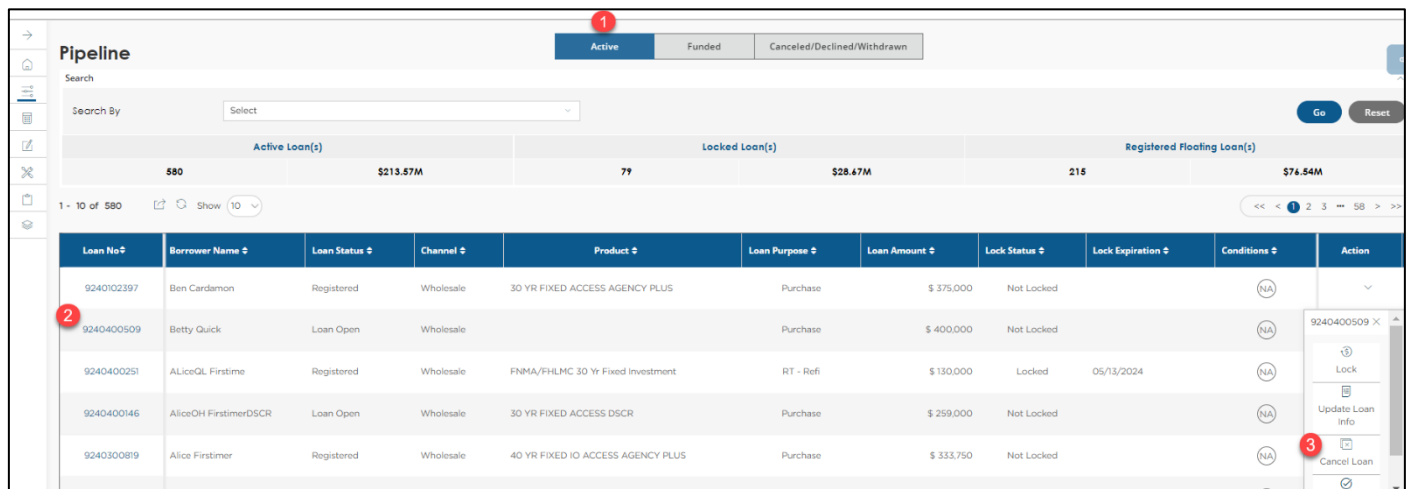 1
Pipeline
Active Funded Canceled/Declined/Withdrawn
Search
Search By Select Go Reset
Active Loan(s) Locked Loan(s) Registered Floating Loan(s)
580 $213.57M 79 $28.67M 215 $76.54M
1 - 10 of 580 Show 10 << < 1 2 3 ••• 58 > >>
Loan No Borrower Name Loan Status Channel Product Loan Purpose Loan Amount Lock Status Lock Expiration Conditions Action
9240102397 Ben Cardamon Registered Wholesale 30 YR FIXED ACCESS AGENCY PLUS Purchase $ 375,000 Not Locked NA
2
9240400509 Betty Quick Loan Open Wholesale Purchase $ 400,000 Not Locked NA
9240400509 ×
Lock
Update Loan
Info
3
Cancel Loan
9240400251 ALiceQL Firstime Registered Wholesale FNMA/FHLMC 30 Yr Fixed Investment RT - Refi $ 130,000 Locked 05/13/2024 NA
9240400146 AliceOH FirstimerDSCR Loan Open Wholesale 30 YR FIXED ACCESS DSCR Purchase $ 259,000 Not Locked NA
9240300819 Alice Firstimer Registered Wholesale 40 YR FIXED IO ACCESS AGENCY PLUS Purchase $ 333,750 Not Locked NA